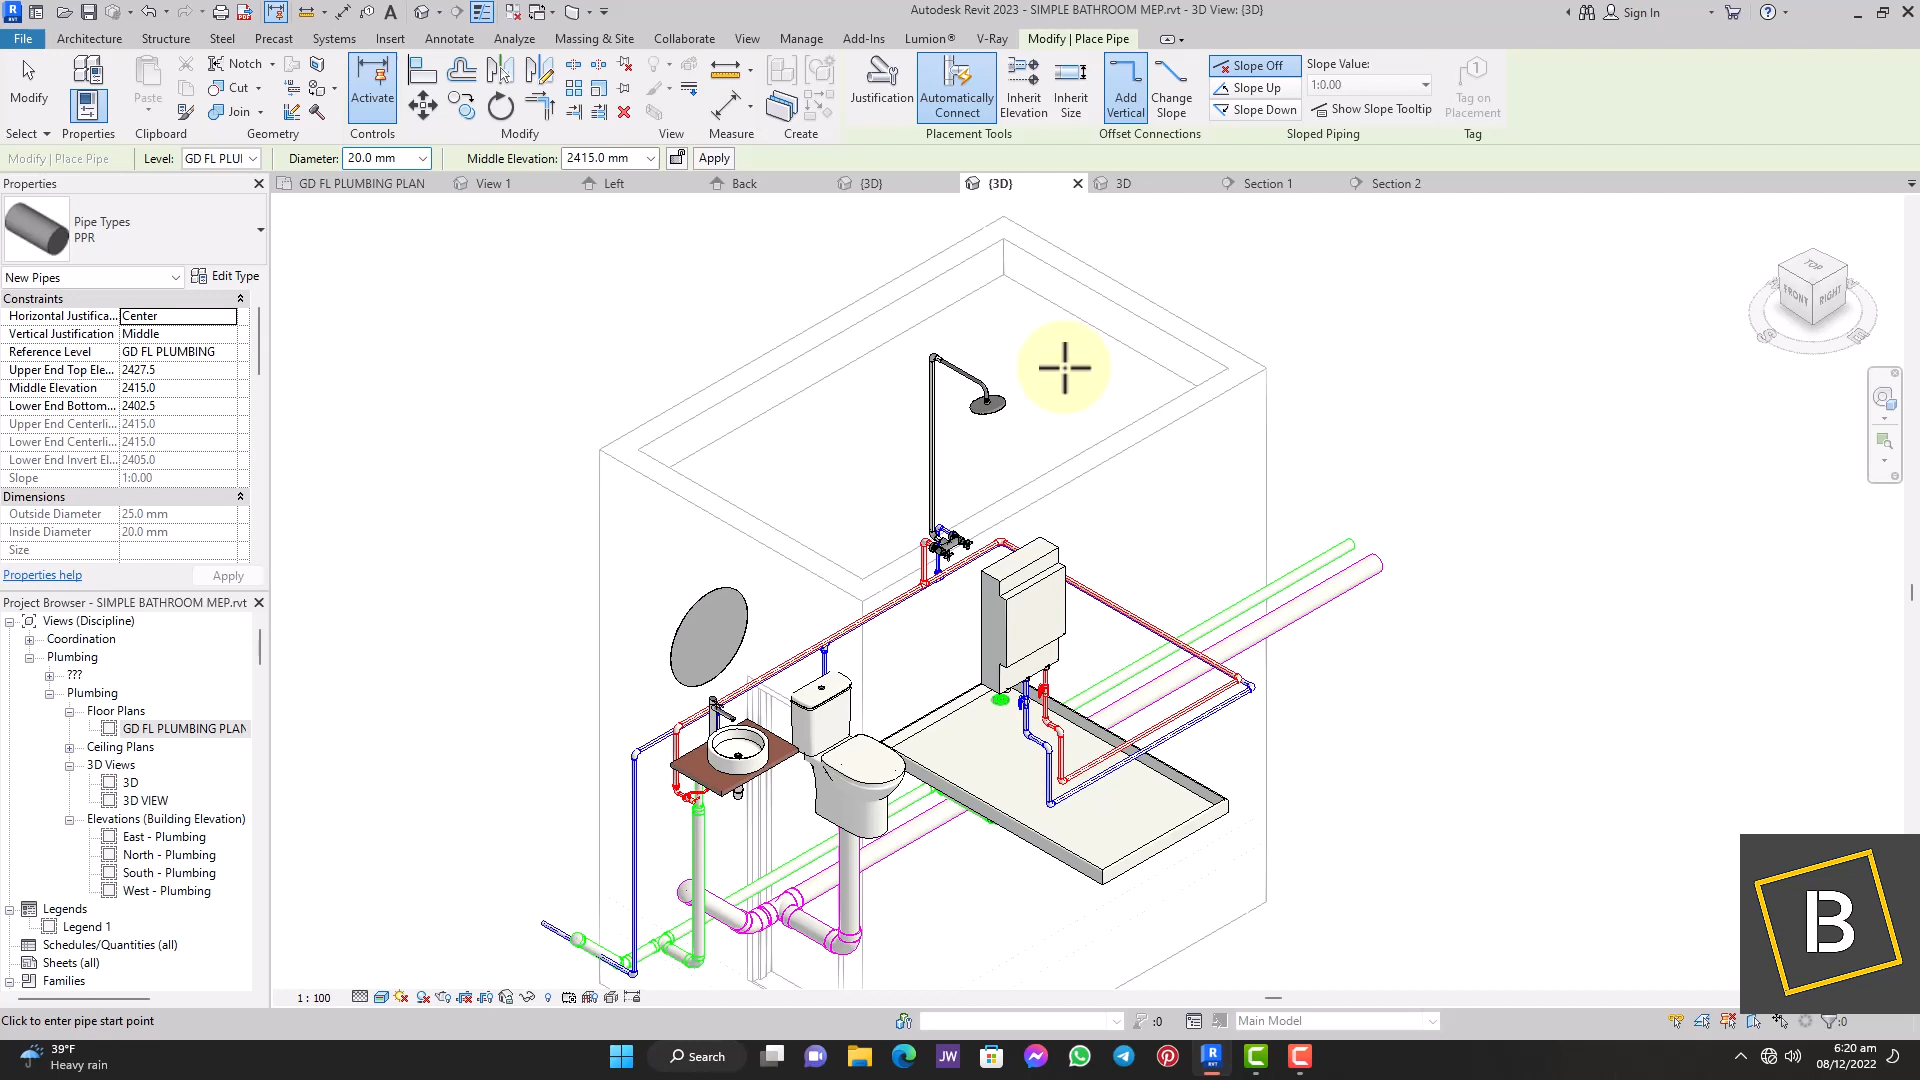 Autodesk Revit 2023 - SIMPLE BATHROOM MEP.rvt - 3D View: {3D}
Sign In
File Architecture Structure Steel Precast Systems Insert Annotate Analyze Massing & Site Collaborate View Manage Add-Ins Lumion® V-Ray Modify | Place Pipe
Modify
Paste
Notch
Cut
Join
Activate
Justification
Automatically Connect
Inherit Elevation
Inherit Size
Add Vertical
Change Slope
Slope Off
Slope Up
Slope Down
Slope Value:
1:0.00
Show Slope Tooltip
Tag on Placement
Select Properties Clipboard Geometry Controls Modify View Measure Create Placement Tools Offset Connections Sloped Piping Tag
Modify | Place Pipe Level: GD FL PLUI Diameter: 20.0 mm Middle Elevation: 2415.0 mm Apply
Properties
GD FL PLUMBING PLAN View 1 Left Back {3D} {3D} 3D Section 1 Section 2
Pipe Types
PPR
New Pipes Edit Type
Constraints
Horizontal Justifica... Center
Vertical Justification Middle
Reference Level GD FL PLUMBING
Upper End Top Ele... 2427.5
Middle Elevation 2415.0
Lower End Bottom... 2402.5
Upper End Centerli... 2415.0
Lower End Centerli... 2415.0
Lower End Invert El... 2405.0
Slope 1:0.00
Dimensions
Outside Diameter 25.0 mm
Inside Diameter 20.0 mm
Size
Properties help Apply
Project Browser - SIMPLE BATHROOM MEP.rvt
Views (Discipline)
Coordination
Plumbing
???
Plumbing
Floor Plans
GD FL PLUMBING PLAN
Ceiling Plans
3D Views
3D
3D VIEW
Elevations (Building Elevation)
East - Plumbing
North - Plumbing
South - Plumbing
West - Plumbing
Legends
Legend 1
Schedules/Quantities (all)
Sheets (all)
Families
TOP
FRONT
RIGHT
B
1 : 100
Click to enter pipe start point
:0
Main Model
:0
39°F
Heavy rain
Search
JW
R
RVT
C
C
6:20 am
08/12/2022